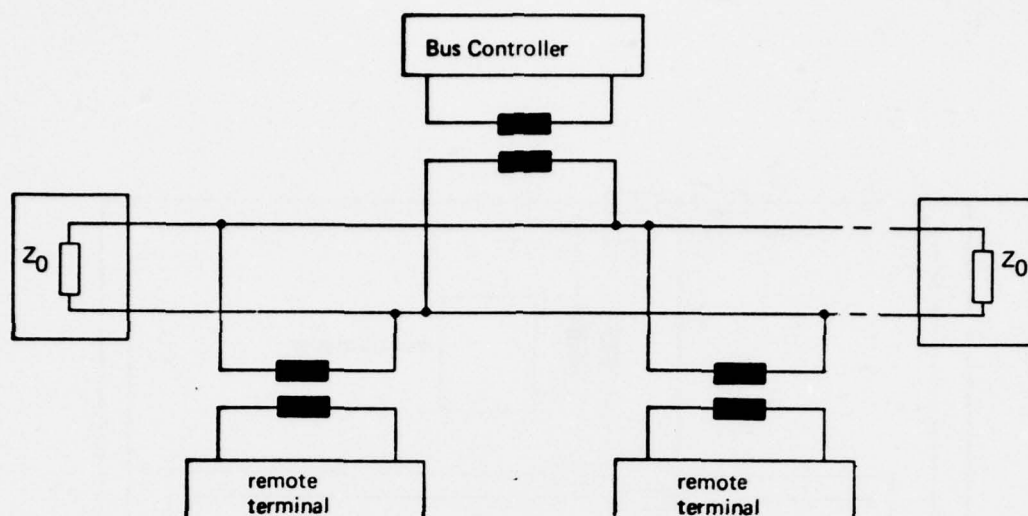 Bus Controller
Z0
Z0
remote
terminal
remote
terminal